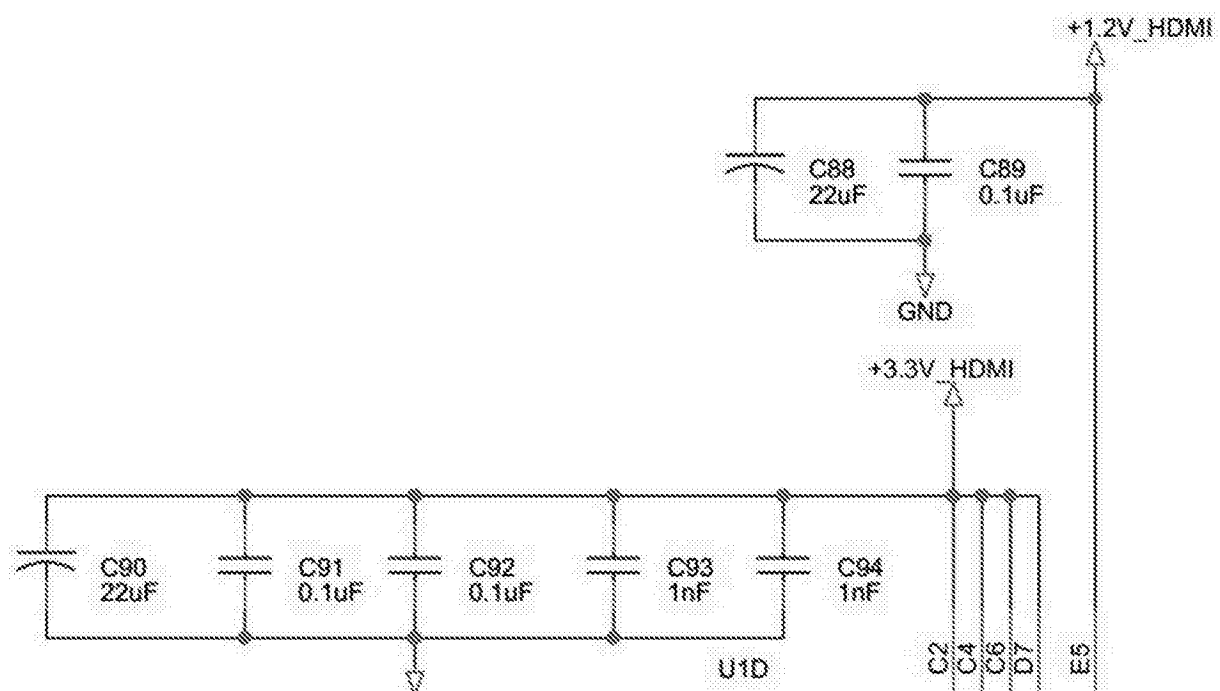 +1.2V_HDMI
C88
22uF
C89
0.1uF
GND
+3.3V_HDMI
C90
22uF
C91
0.1uF
C92
0.1uF
C93
1nF
C94
1nF
U1D
C2
C4
C6
D7
E5